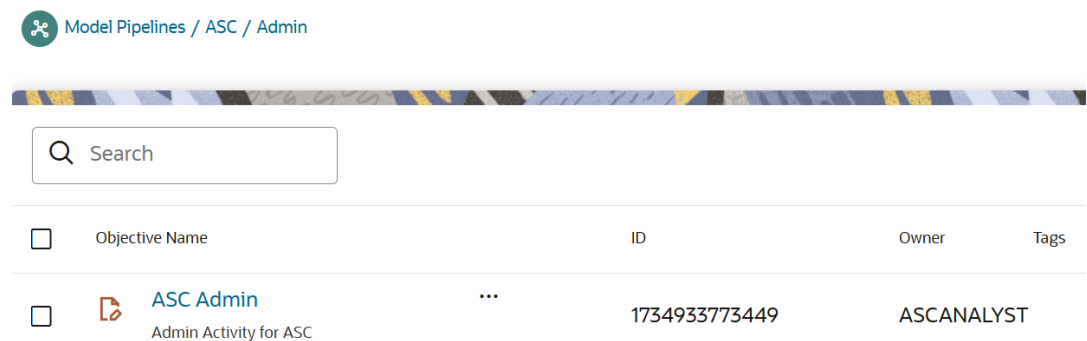 Model Pipelines / ASC / Admin
Search
Objective Name ID Owner Tags
ASC Admin ... 1734933773449 ASCANALYST
Admin Activity for ASC